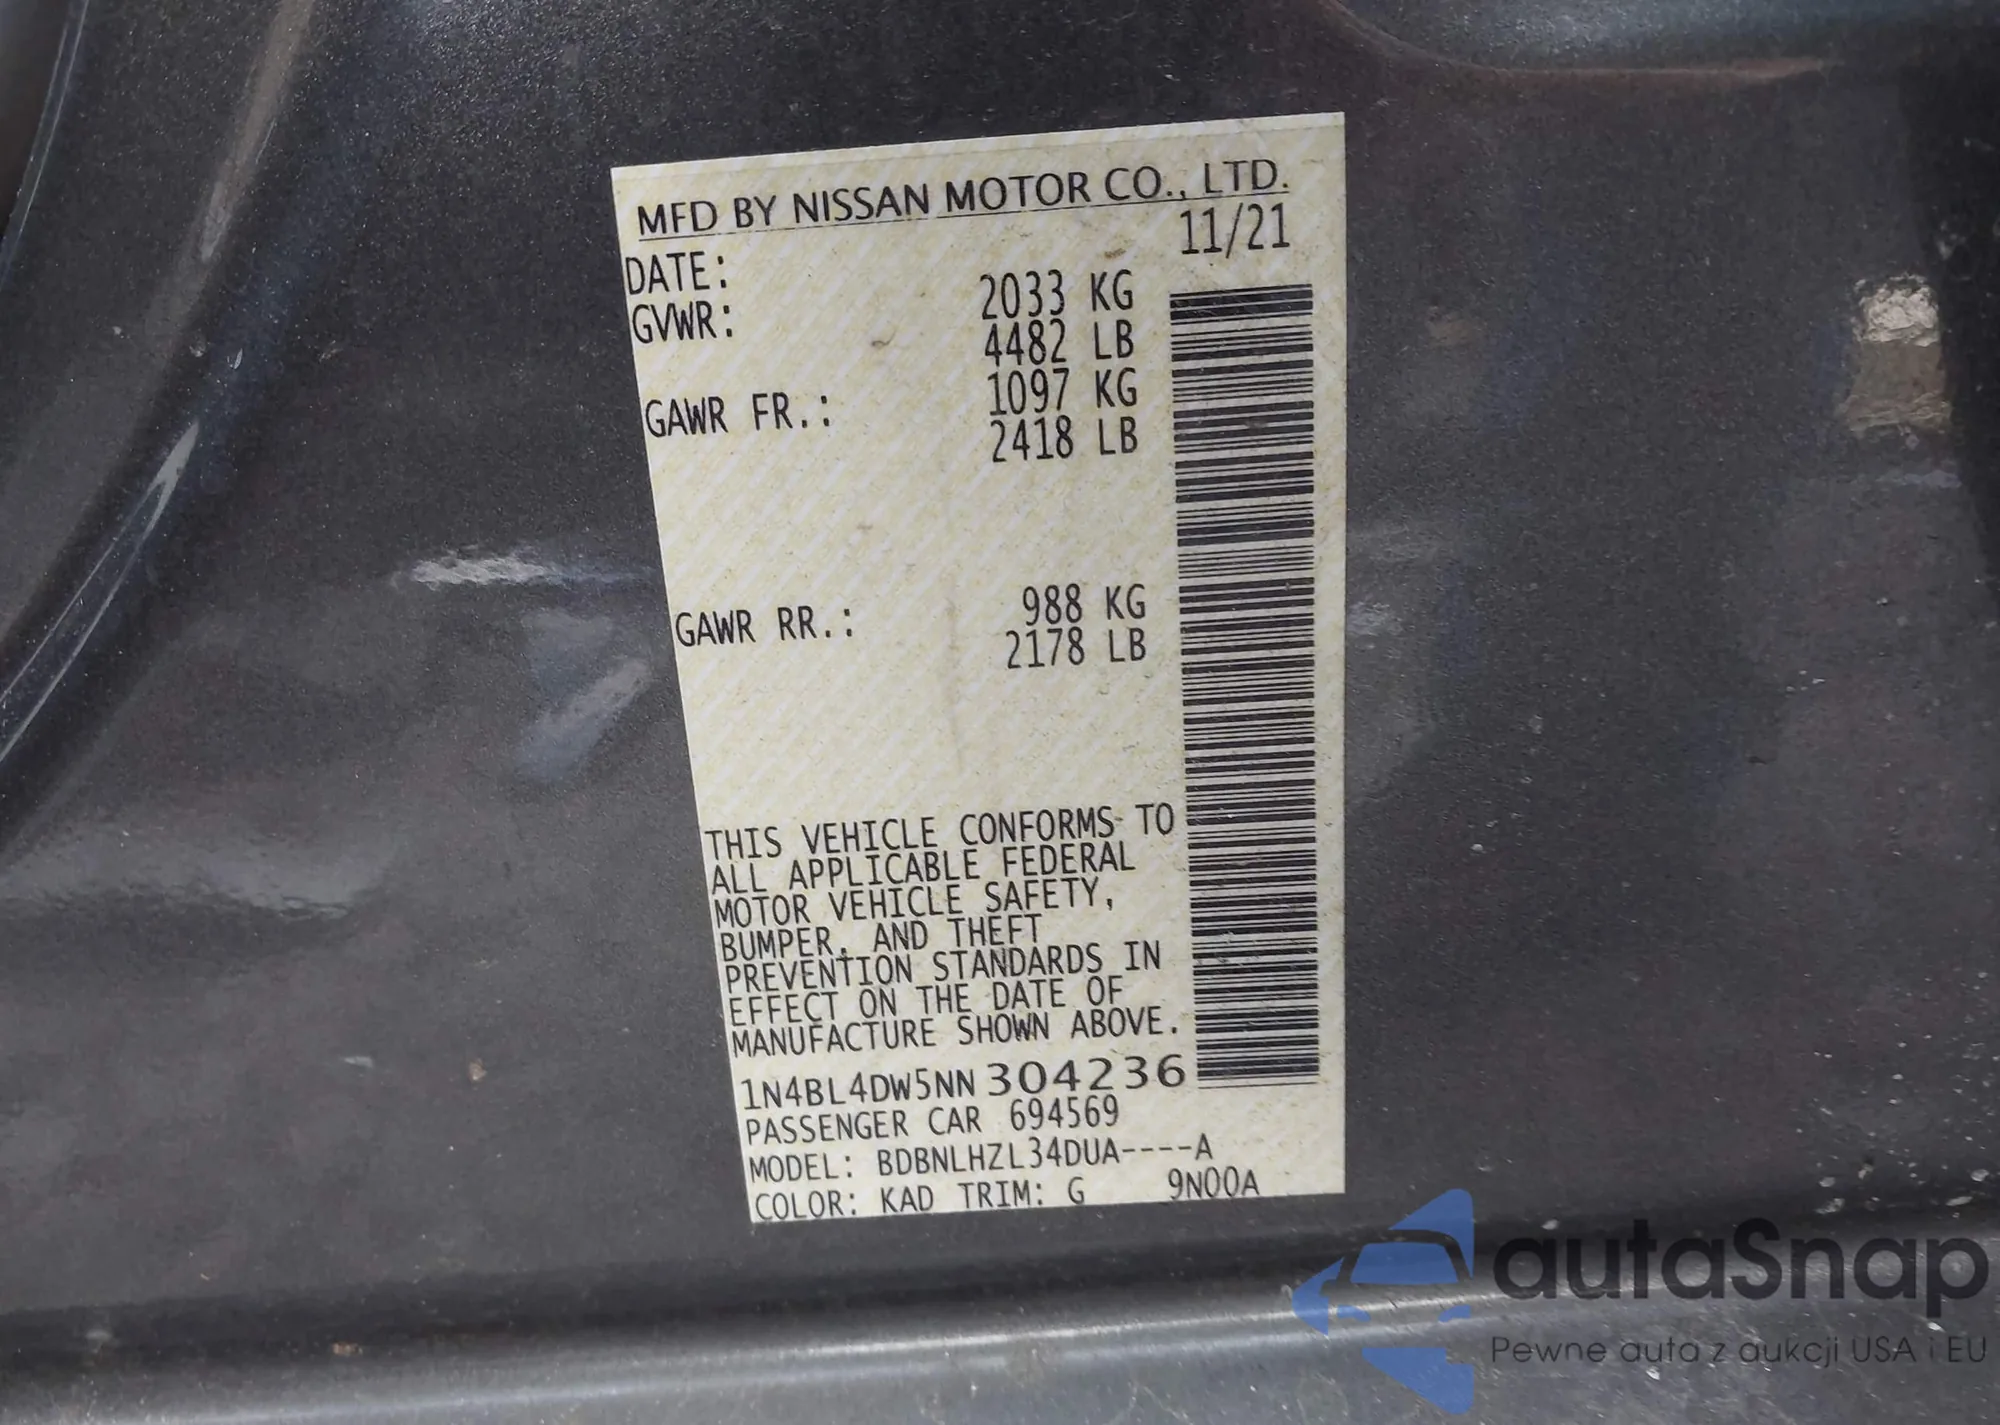 MFD BY NISSAN MOTOR CO., LTD.
DATE: 11/21
GVWR: 2033 KG
4482 LB
GAWR FR.: 1097 KG
2418 LB
GAWR RR.: 988 KG
2178 LB
THIS VEHICLE CONFORMS TO
ALL APPLICABLE FEDERAL
MOTOR VEHICLE SAFETY,
BUMPER, AND THEFT
PREVENTION STANDARDS IN
EFFECT ON THE DATE OF
MANUFACTURE SHOWN ABOVE.
1N4BL4DW5NN304236
PASSENGER CAR 694569
MODEL: BDBNLHZL34DUA----A
COLOR: KAD TRIM: G 9N00A
autaSnap
Pewne auta z aukcji USA i EU